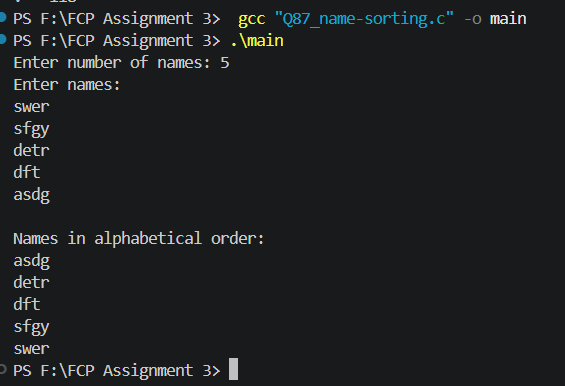 PS F:\FCP Assignment 3>  gcc "Q87_name-sorting.c" -o main
PS F:\FCP Assignment 3> .\main
Enter number of names: 5
Enter names:
swer
sfgy
detr
dft
asdg

Names in alphabetical order:
asdg
detr
dft
sfgy
swer
PS F:\FCP Assignment 3>